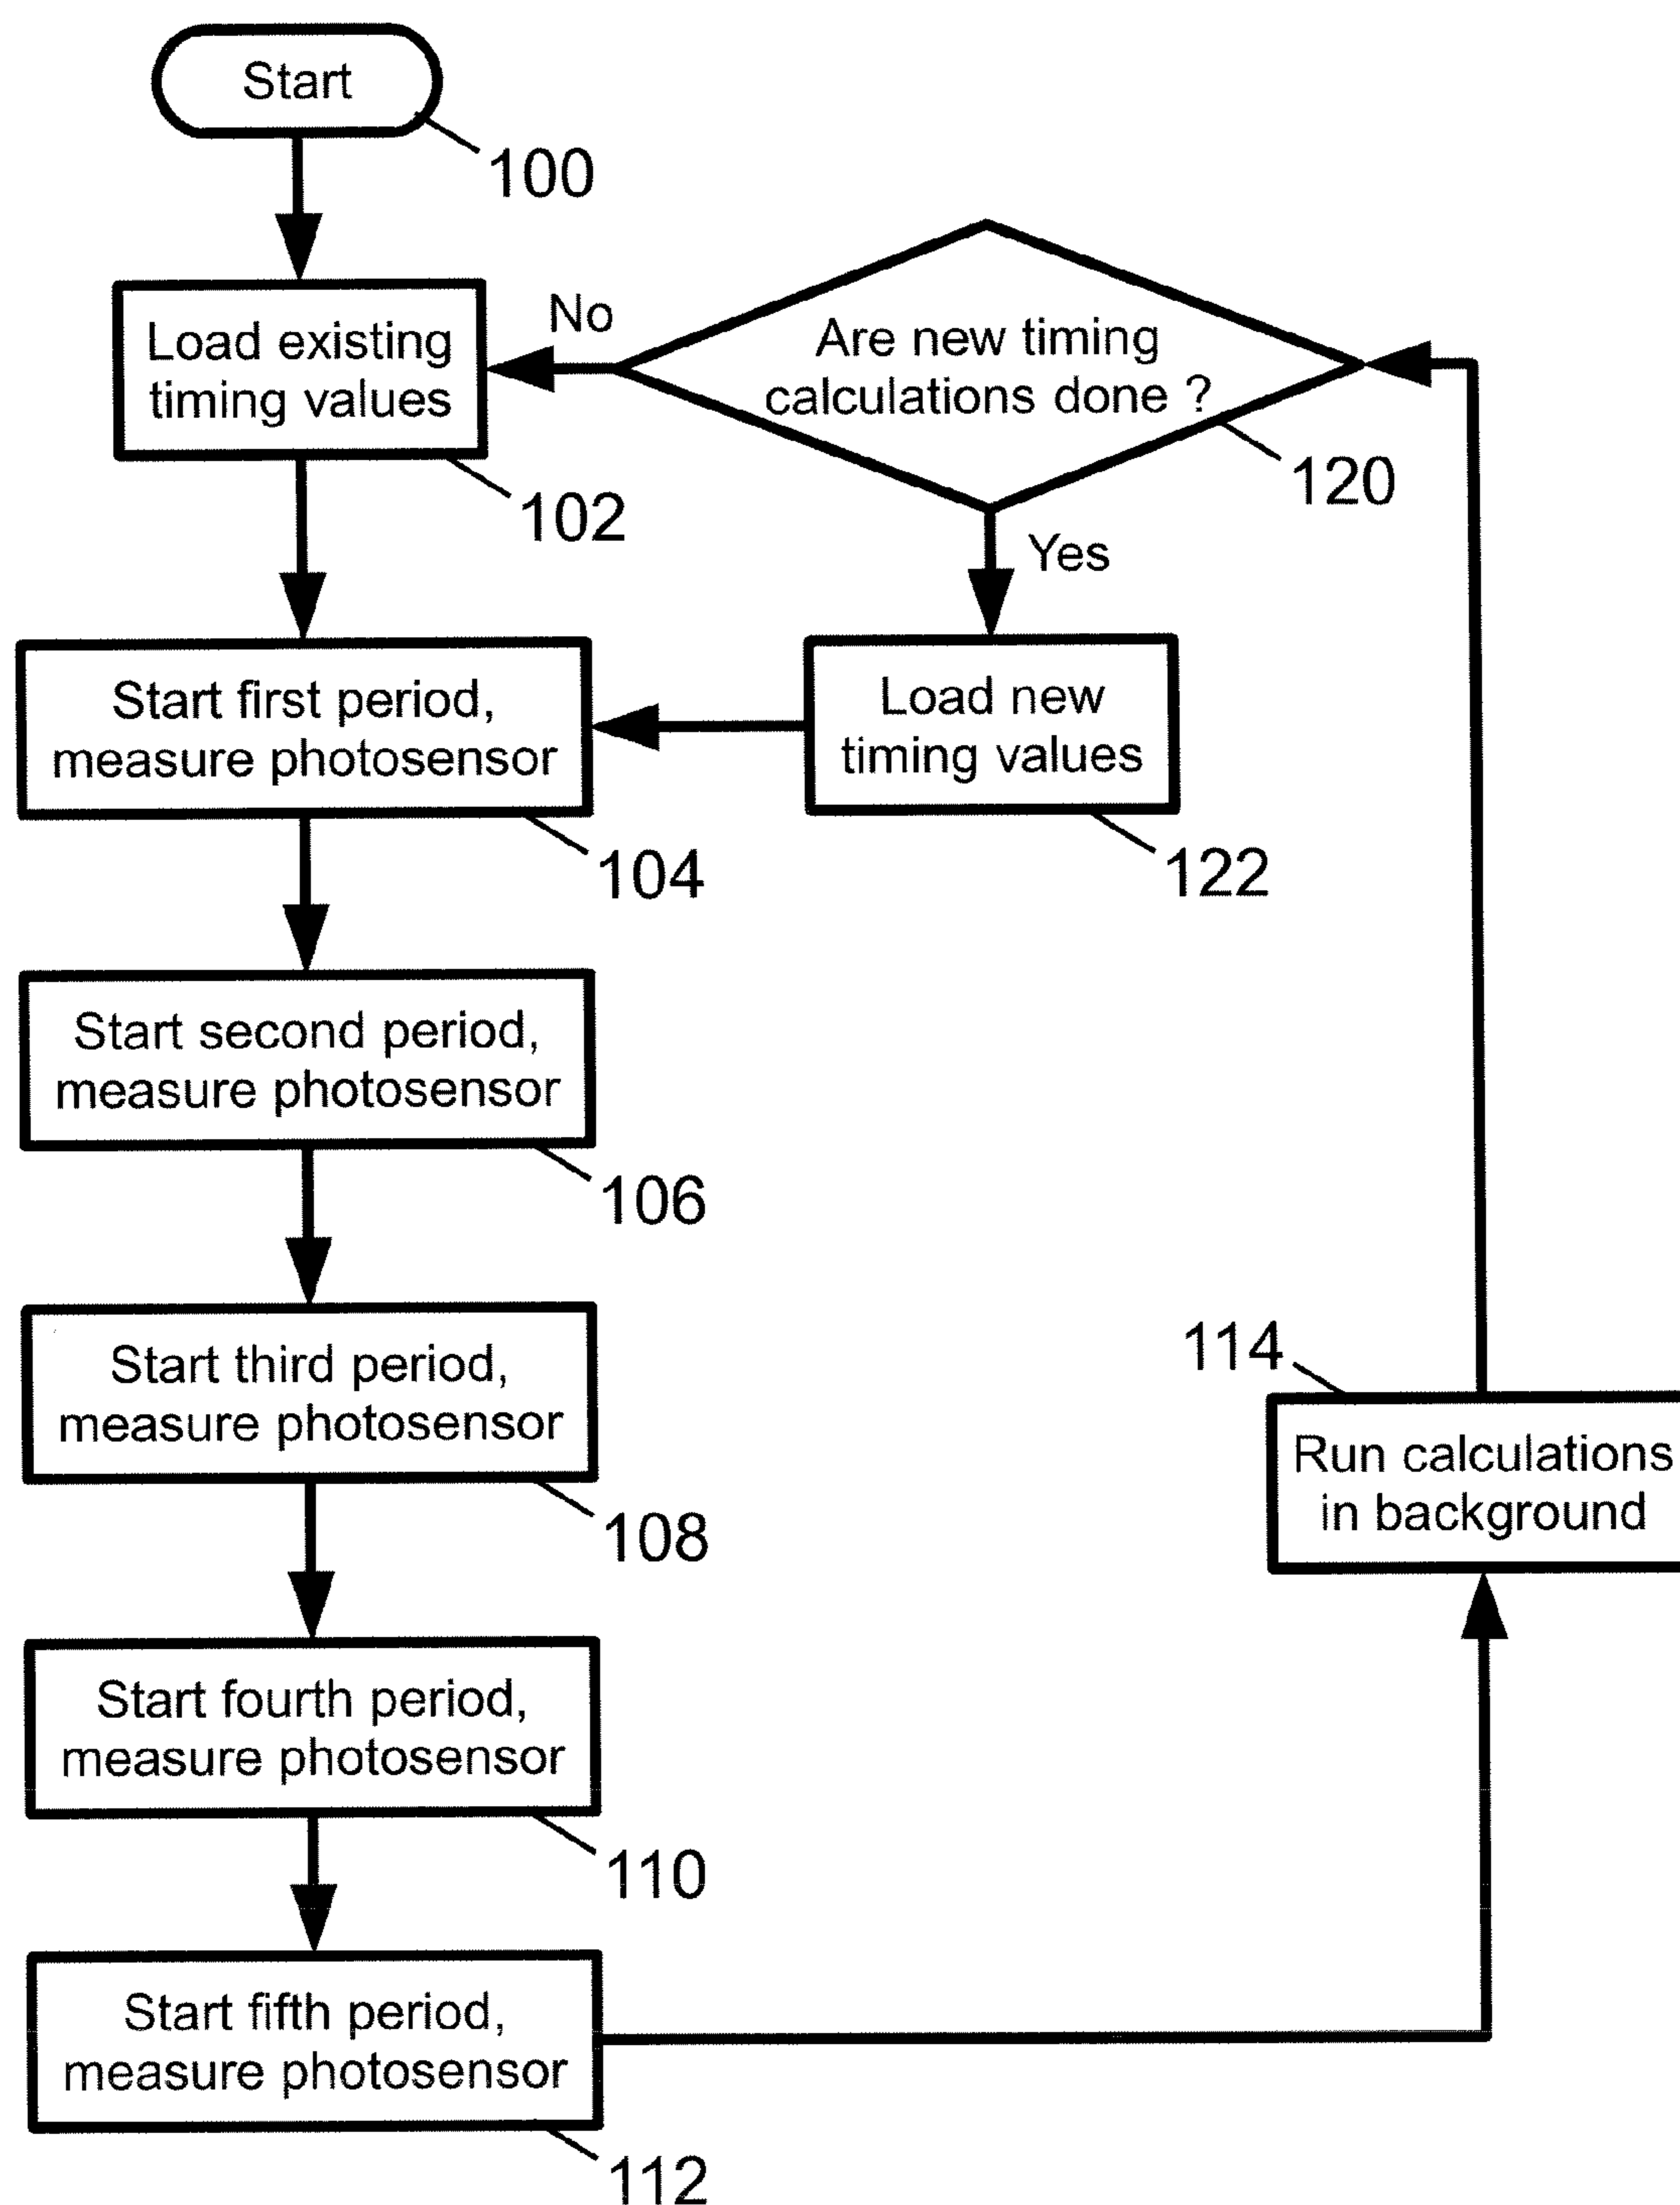 Start
100
Load existing
timing values
102
No
Are new timing
calculations done ?
120
Yes
Start first period,
measure photosensor
104
Load new
timing values
122
Start second period,
measure photosensor
106
Start third period,
measure photosensor
108
114
Run calculations
in background
Start fourth period,
measure photosensor
110
Start fifth period,
measure photosensor
112